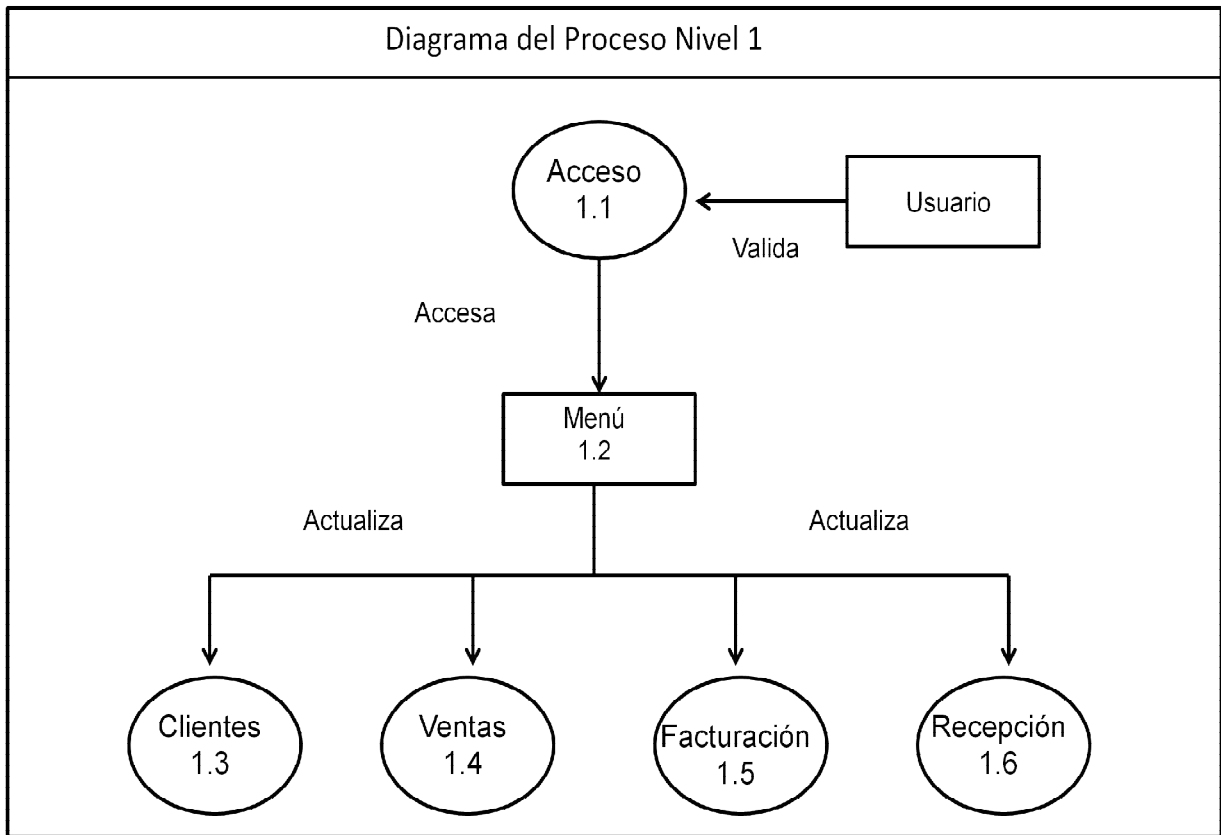 Diagrama del Proceso Nivel 1
Acceso
1.1
Usuario
Valida
Accesa
Menú
1.2
Actualiza
Actualiza
Clientes
1.3
Ventas
1.4
Facturación
1.5
Recepción
1.6